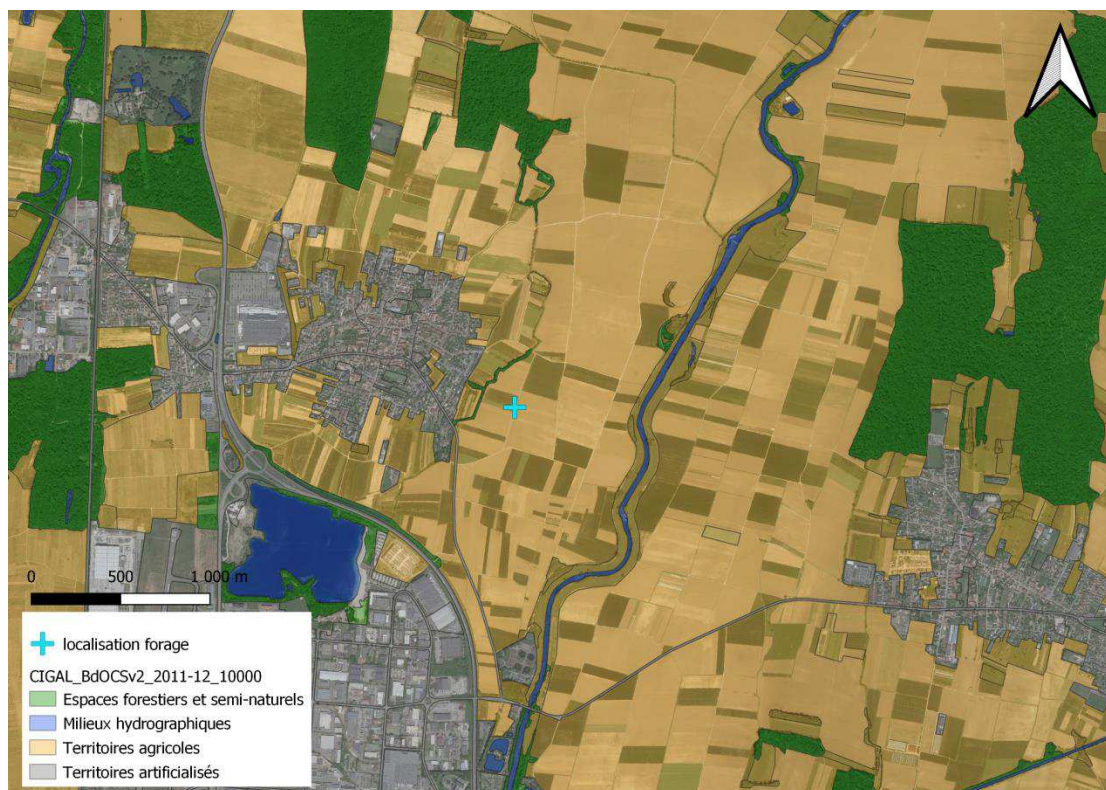 0 500 1 000 m
localisation forage
CIGAL_BdOCSv2_2011-12_10000
Espaces forestiers et semi-naturels
Milieux hydrographiques
Territoires agricoles
Territoires artificialisés